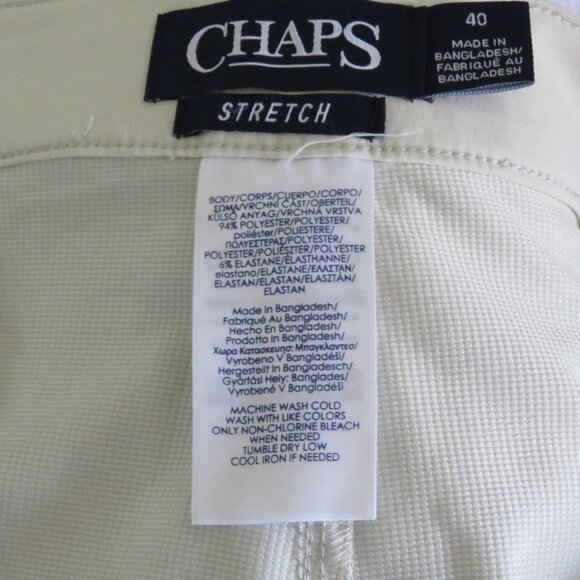 CHAPS
STRETCH
40
MADE IN
BANGLADESH/
FABRIQUÉ AU
BANGLADESH
BODY/CORPS/CUERPO/CORPO/
ΣΩΜΑ/VRCHNÍ ČÁST/OBERTEIL/
KÜLSŐ ANYAG/VRCHNÁ VRSTVA
94% POLYESTER/POLYESTER/
poliéster/POLIESTERE/
ΠΟΛΥΕΣΤΕΡΑΣ/POLYESTER/
POLYESTER/POLIÉSZTER/POLYESTER
6% ELASTANE/ÉLASTHANNE/
elastano/ELASTANE/ΕΛΑΣΤΑΝ/
ELASTAN/ELASTAN/ELASZTÁN/
ELASTAN
Made In Bangladesh/
Fabriqué Au Bangladesh/
Hecho En Bangladesh/
Prodotto In Bangladesh/
Χωρα Κατασκευησ: Μπαγκλαντεσ/
Vyrobeno V Bangladéši/
Hergestellt In Bangladesch/
Gyártási Hely: Banglades/
Vyrobené V Bangladéši
MACHINE WASH COLD
WASH WITH LIKE COLORS
ONLY NON-CHLORINE BLEACH
WHEN NEEDED
TUMBLE DRY LOW
COOL IRON IF NEEDED